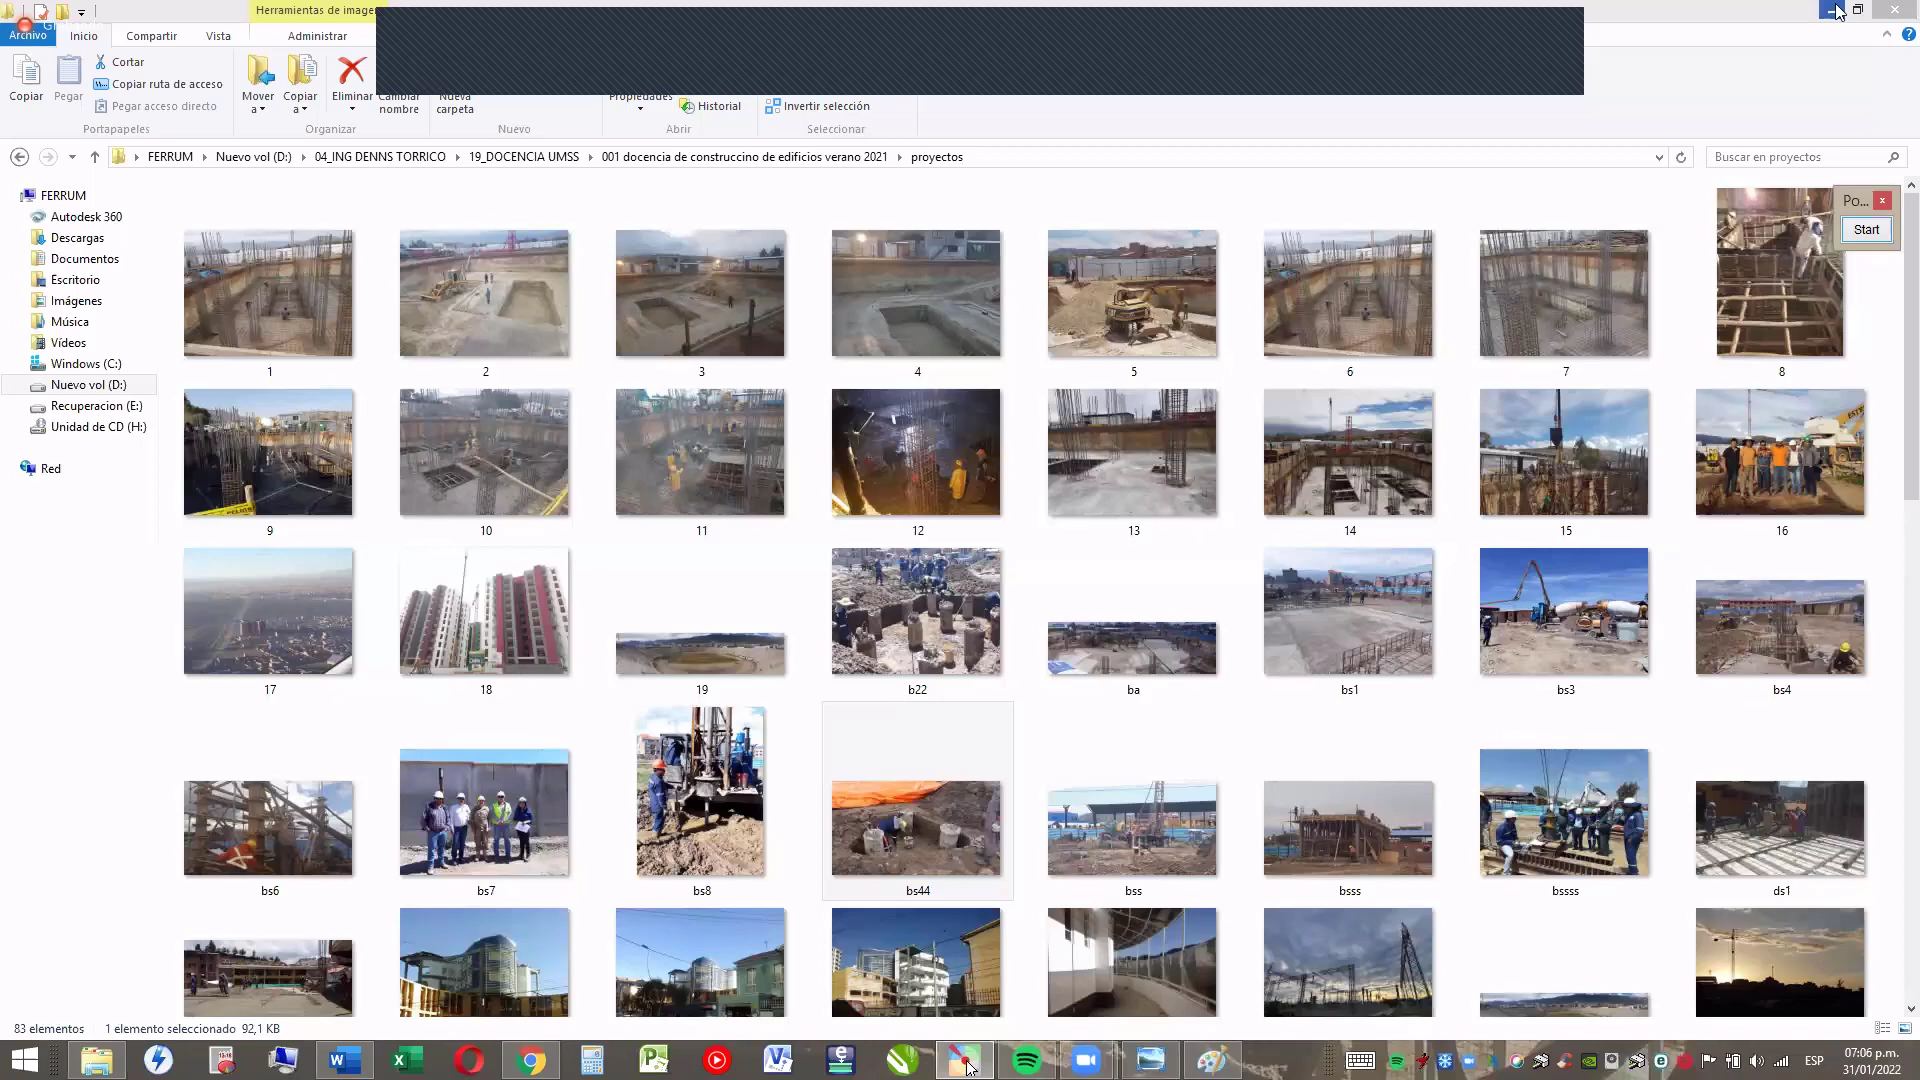 Herramientas de imagen
Archivo
Inicio
Compartir
Vista
Administrar
Copiar
Pegar
Cortar
Copiar ruta de acceso
Pegar acceso directo
Portapapeles
Mover
a
Copiar
a
Eliminar
Cambiar
nombre
Organizar
Nueva
carpeta
Nuevo
Propiedades
Historial
Abrir
Invertir selección
Seleccionar
FERRUM
Nuevo vol (D:)
04_ING DENNS TORRICO
19_DOCENCIA UMSS
001 docencia de construccino de edificios verano 2021
proyectos
Buscar en proyectos
FERRUM
Autodesk 360
Descargas
Documentos
Escritorio
Imágenes
Música
Vídeos
Windows (C:)
Nuevo vol (D:)
Recuperacion (E:)
Unidad de CD (H:)
Red
Po...
Start
1
2
3
4
5
6
7
8
9
10
11
12
13
14
15
16
17
18
19
b22
ba
bs1
bs3
bs4
bs6
bs7
bs8
bs44
bss
bsss
bssss
ds1
83 elementos
1 elemento seleccionado 92,1 KB
ESP
07:06 p.m.
31/01/2022